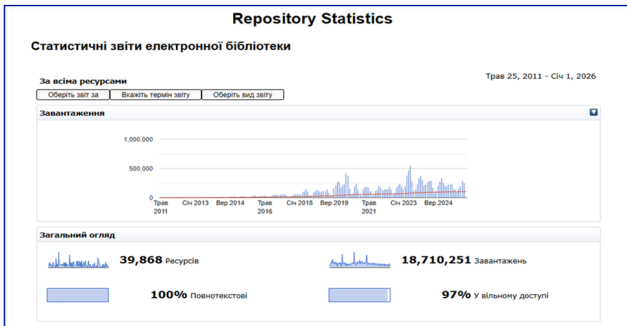 Repository Statistics
Статистичні звіти електронної бібліотеки
Трав 25, 2011 - Січ 1, 2026
За всіма ресурсами
Оберіть звіт за Вкажіть термін звіту Оберіть вид звіту
Завантаження
1,000,000
500,000
0
Трав 2011 Січ 2013 Вер 2014 Трав 2016 Січ 2018 Вер 2019 Трав 2021 Січ 2023 Вер 2024
Загальний огляд
39,868 Ресурсів 18,710,251 Завантажень
100% Повнотекстові 97% У вільному доступі